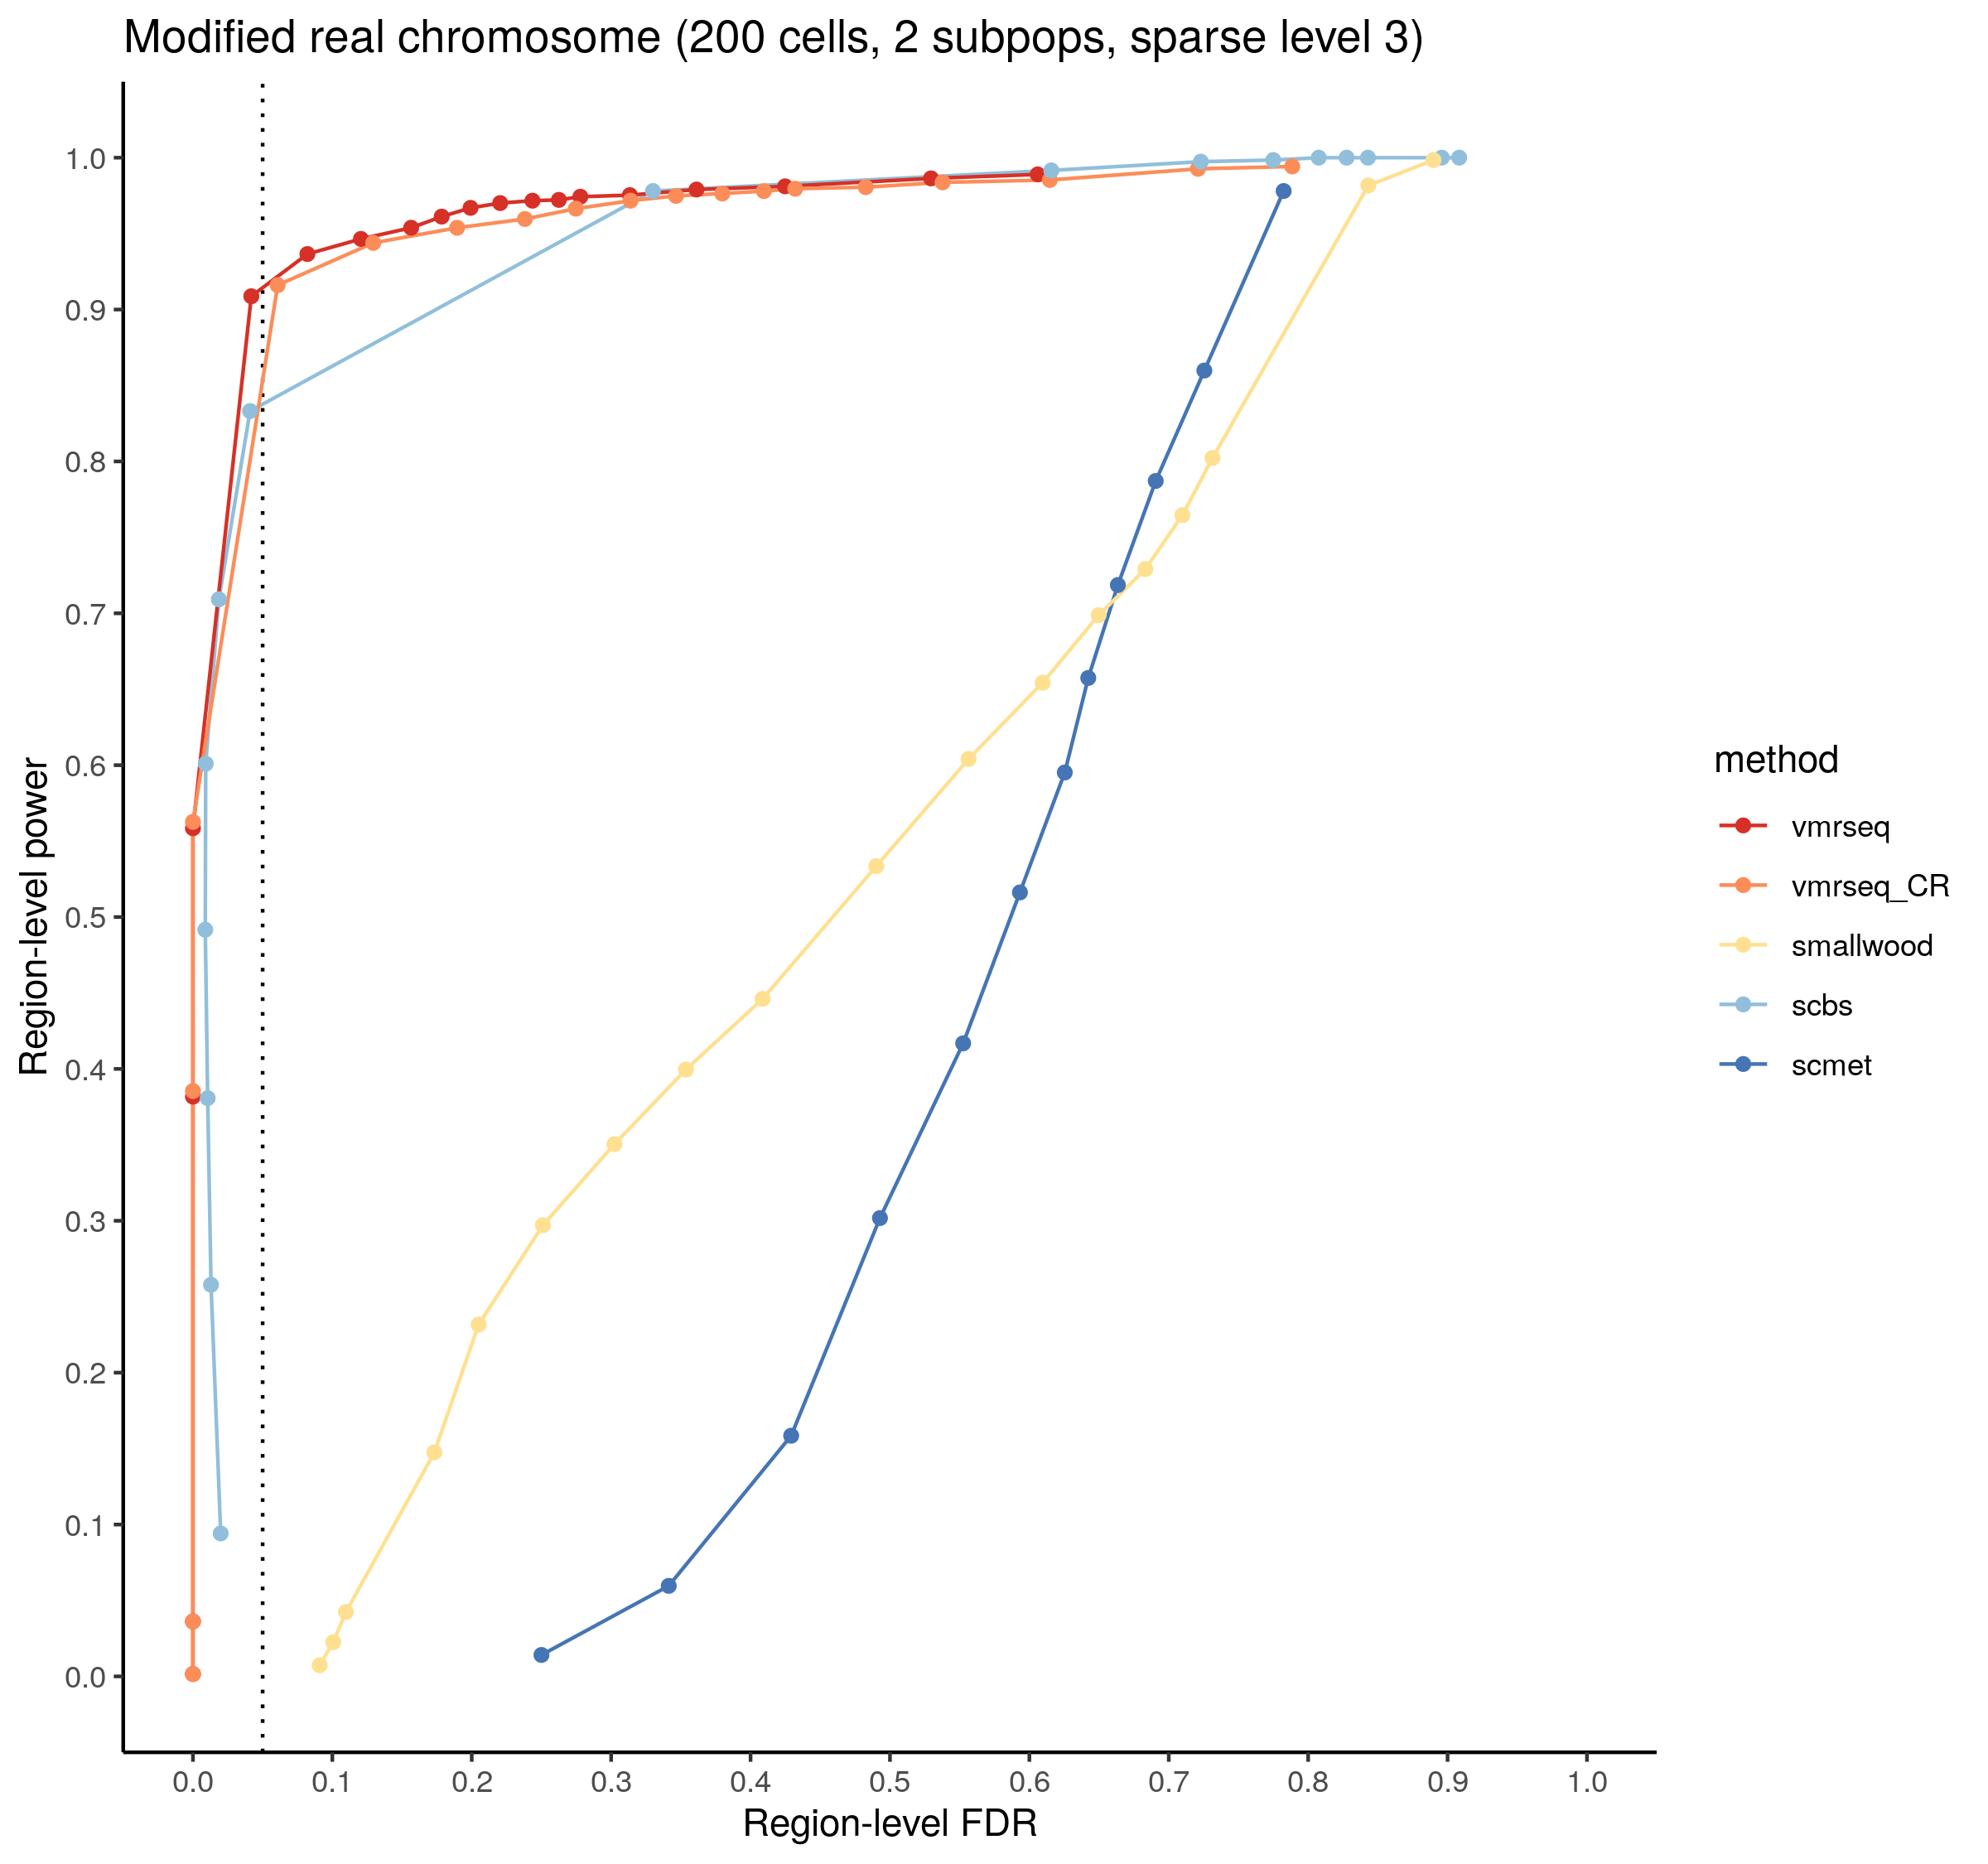 Modified real chromosome (200 cells, 2 subpops, sparse level 3)
Region-level power
1.0
0.9
0.8
0.7
0.6
0.5
0.4
0.3
0.2
0.1
0.0
0.0 0.1 0.2 0.3 0.4 0.5 0.6 0.7 0.8 0.9 1.0
Region-level FDR
method
vmrseq
vmrseq_CR
smallwood
scbs
scmet